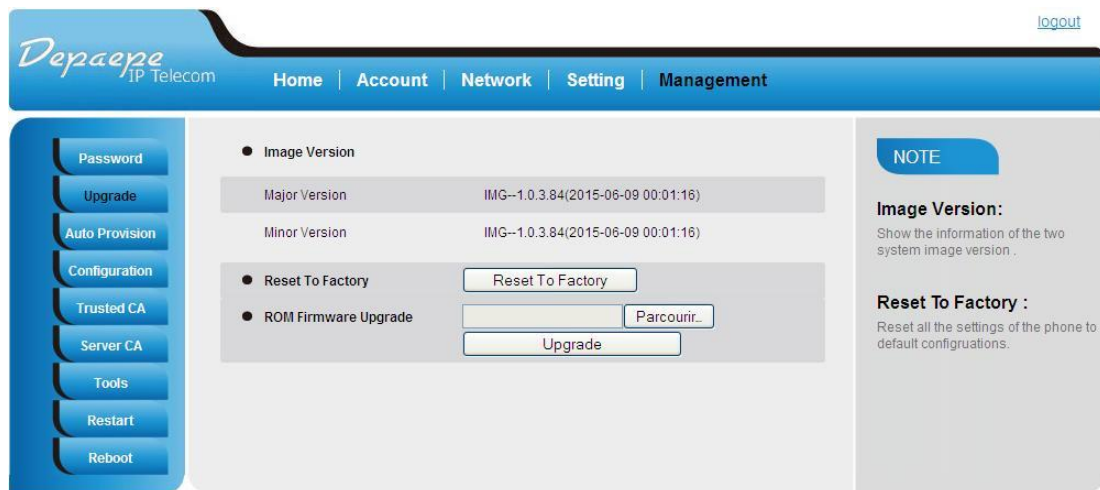 logout
Depaepe
IP Telecom
Home Account Network Setting Management
Password
Upgrade
Auto Provision
Configuration
Trusted CA
Server CA
Tools
Restart
Reboot
Image Version
Major Version IMG--1.0.3.84(2015-06-09 00:01:16)
Minor Version IMG--1.0.3.84(2015-06-09 00:01:16)
Reset To Factory Reset To Factory
ROM Firmware Upgrade Parcourir...
Upgrade
NOTE
Image Version:
Show the information of the two
system image version .
Reset To Factory :
Reset all the settings of the phone to
default configruations.